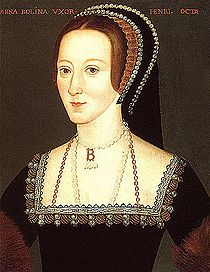 ANNA BOLINA VXOR · HENRI · OCTA
B